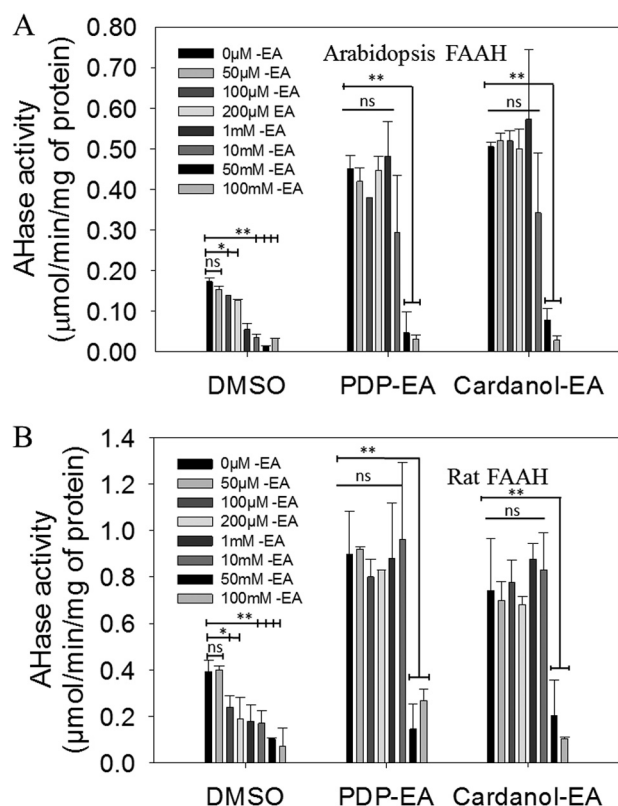 A
Arabidopsis FAAH
AHase activity
(µmol/min/mg of protein)
0.80
0.70
0.60
0.50
0.40
0.30
0.20
0.10
0.00
0µM -EA
50µM -EA
100µM -EA
200µM EA
1mM -EA
10mM -EA
50mM -EA
100mM -EA
**
*
ns
**
ns
**
ns
DMSO
PDP-EA
Cardanol-EA
B
Rat FAAH
AHase activity
(µmol/min/mg of protein)
1.4
1.2
1.0
0.8
0.6
0.4
0.2
0.0
0µM -EA
50µM -EA
100µM -EA
200µM -EA
1mM -EA
10mM -EA
50mM -EA
100mM -EA
**
*
ns
**
ns
**
ns
DMSO
PDP-EA
Cardanol-EA